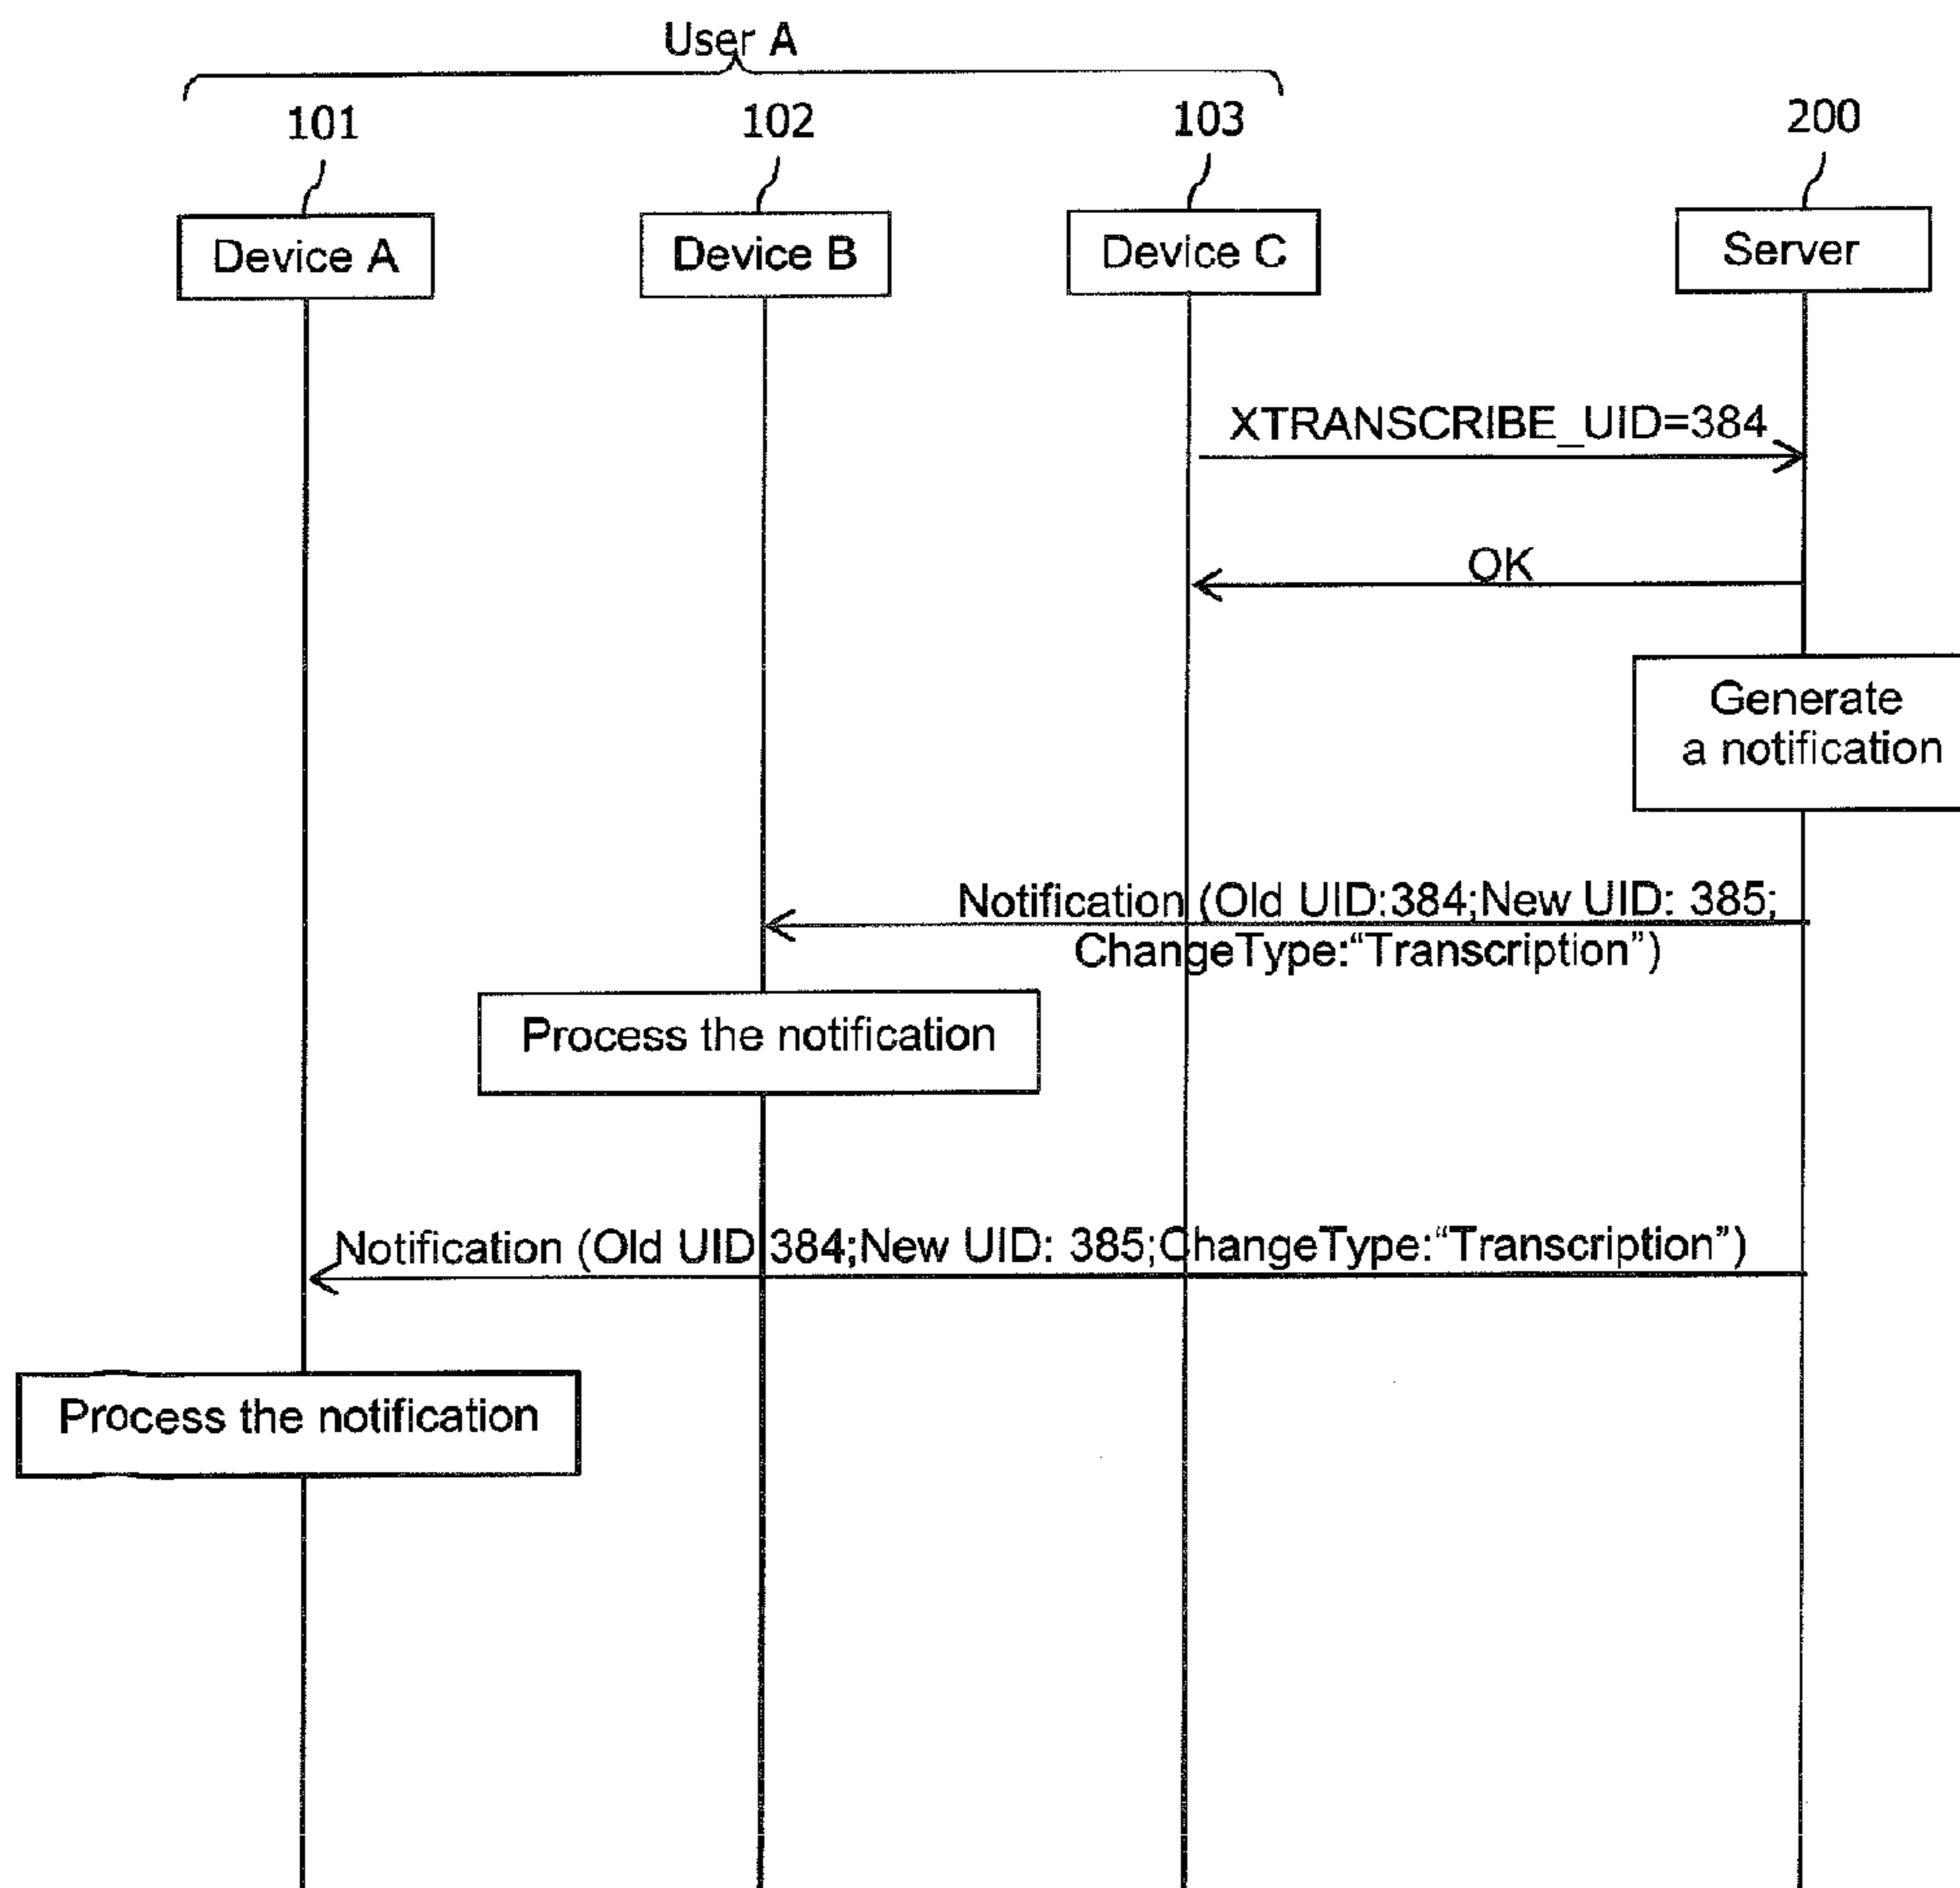 User A
101
102
103
200
Device A
Device B
Device C
Server
XTRANSCRIBE_UID=384
OK
Generate
a notification
Notification (Old UID:384;New UID: 385;
ChangeType:“Transcription”)
Process the notification
Notification (Old UID 384;New UID: 385;ChangeType:“Transcription”)
Process the notification